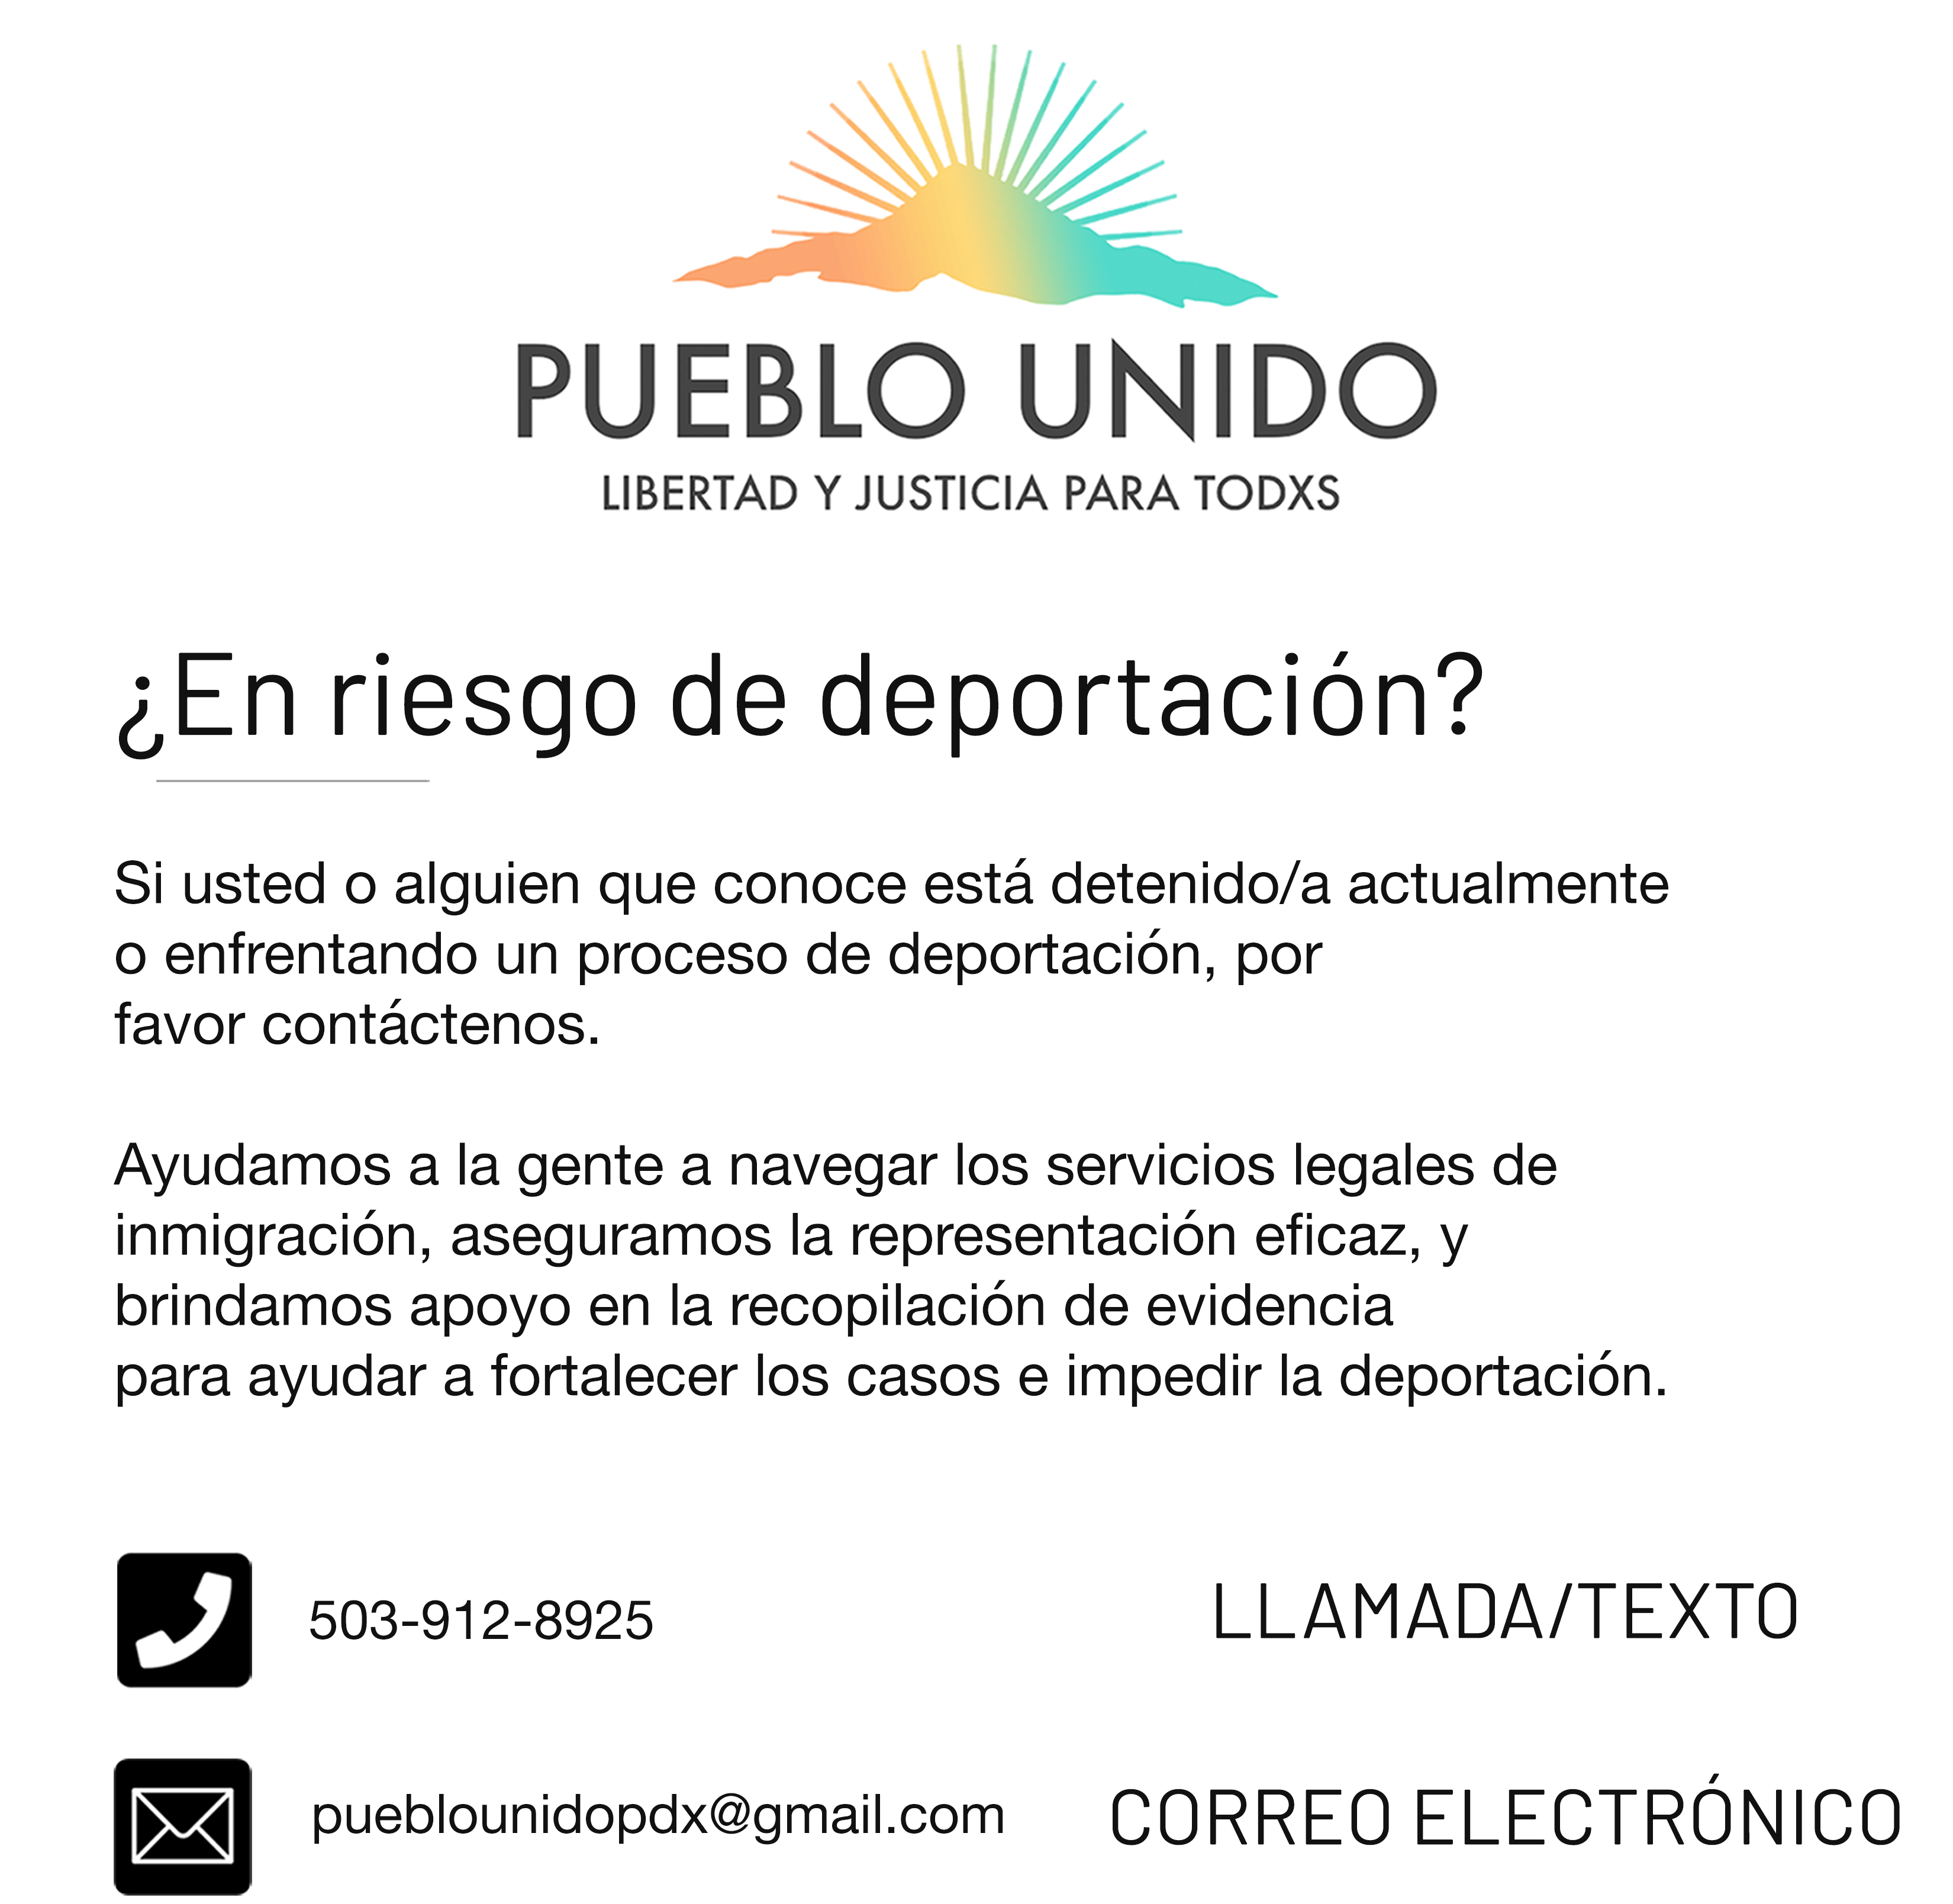 PUEBLO UNIDO
LIBERTAD Y JUSTICIA PARA TODXS
¿En riesgo de deportación?
Si usted o alguien que conoce está detenido/a actualmente
o enfrentando un proceso de deportación, por
favor contáctenos.
Ayudamos a la gente a navegar los servicios legales de
inmigración, aseguramos la representación eficaz, y
brindamos apoyo en la recopilación de evidencia
para ayudar a fortalecer los casos e impedir la deportación.
503-912-8925 LLAMADA/TEXTO
pueblounidopdx@gmail.com CORREO ELECTRÓNICO